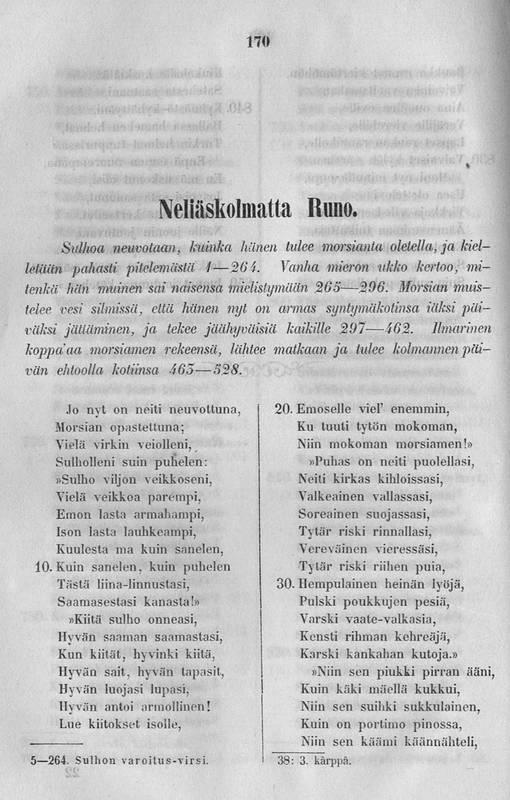 170
Neliäskolmatta Runo.
Sulhoa neuvotaan, kuinka hänen tulee morsianta oletella, ja kiel-
letään pahasti pitelemästä 1—264. Vanha mieron ukko kertoo, mi-
tenkä hän muinen sai naisensa mielistymään 265—296. Morsian muis-
telee vesi silmissä, että hänen nyt on armas syntymäkotinsa iäksi päi-
väksi jättäminen, ja tekee jäähyväisiä kaikille 297—462. Ilmarinen
koppa'aa morsiamen rekeensä, lähtee matkaan ja tulee kolmannen päi-
vän ehtoolla kotiinsa 463—528.
Jo nyt on neiti neuvottuna,
Morsian opastettuna;
Vielä virkin veiolleni,
Sulholleni suin puhelen:
»Sulho viljon veikkoseni,
Vielä veikkoa parempi,
Emon lasta armahampi,
Ison lasta lauhkeampi,
Kuulesta ma kuin sanelen,
10. Kuin sanelen, kuin puhelen
Tästä liina-linnustasi,
Saamasestasi kanasta!»
»Kiitä sulho onneasi,
Hyvän saaman saamastasi,
Kun kiität, hyvinki kiitä,
Hyvän sait, hyvän tapasit,
Hyvän luojasi lupasi,
Hyvän antoi armollinen!
Lue kiitokset isolle,
5—264. Sulhon varoitus-virsi.
20. Emoselle viel' enemmin,
Ku tuuti tytön mokoman,
Niin mokoman morsiamen!»
»Puhas on neiti puolellasi,
Neiti kirkas kihloissasi,
Valkeainen vallassasi,
Soreainen suojassasi,
Tytär riski rinnallasi,
Vereväinen vieressäsi,
Tytär riski riihen puia,
30. Hempulainen heinän lyöjä,
Pulski poukkujen pesiä,
Varski vaate-valkasia,
Kensti rihman kehreäjä,
Karski kankahan kutoja.»
»Niin sen piukki pirran ääni,
Kuin käki mäellä kukkui,
Niin sen suihki sukkulainen,
Kuin on portimo pinossa,
Niin sen käämi käännähteli,
38: 3. kärppä.